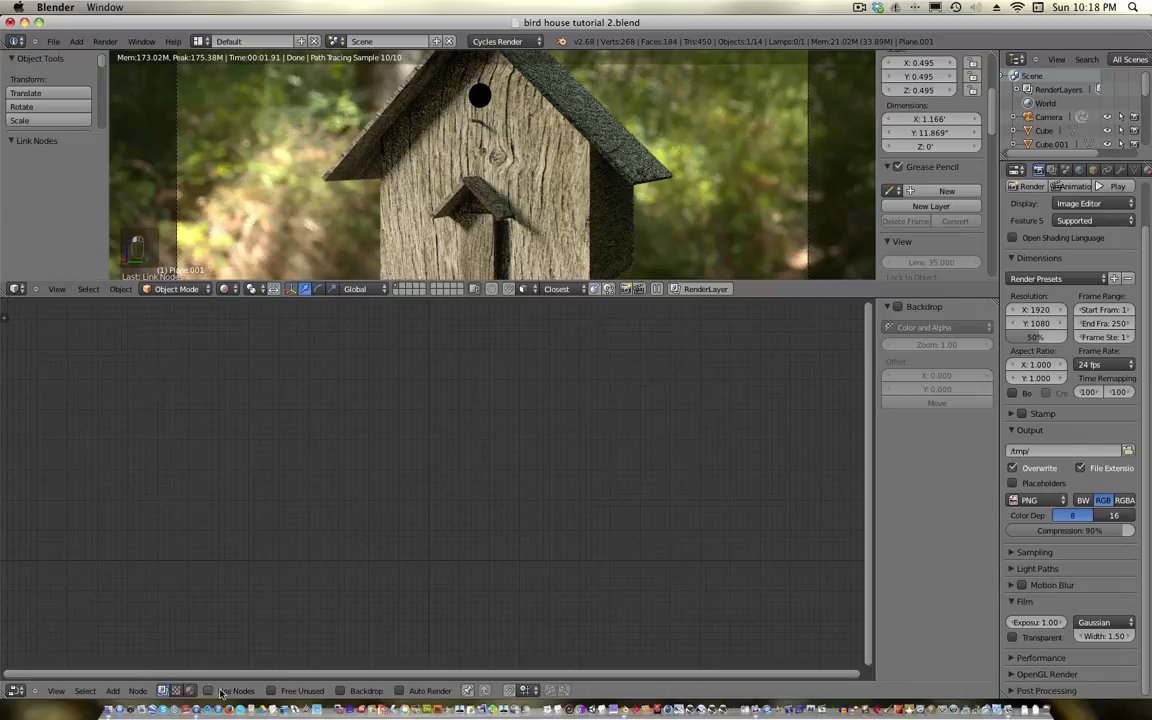 Blender Window Sun 10:18 PM
bird house tutorial 2.blend
File Add Render Window Help Default Scene Cycles Render v2.68 | Verts:268 | Faces:184 | Tris:450 | Objects:1/14 | Lamps:0/1 | Mem:21.02M (33.89M) | Plane.001
View Search All Scenes
Object Tools
Transform:
Translate
Rotate
Scale
Link Nodes
Mem:173.02M, Peak:175.38M | Time:00:01.91 | Done | Path Tracing Sample 10/10
(1) Plane.001
Last: Link Nodes
X: 0.495
Y: 0.495
Z: 0.495
Dimensions:
X: 1.166'
Y: 11.869"
Z: 0'
Grease Pencil
New
New Layer
Delete Frame Convert
View
Lens: 35.000
Scene
RenderLayers
World
Camera
Cube
Cube.001
Render Animatio Play
Display: Image Editor
Feature S Supported
Open Shading Language
Dimensions
Render Presets
Resolution: Frame Range:
X: 1920 Start Fram: 1
Y: 1080 End Fra: 250
50% Frame Ste: 1
Aspect Ratio: Frame Rate:
X: 1.000 24 fps
Y: 1.000 Time Remapping
Bo Cro 100 100
Stamp
Output
/tmp/
Overwrite File Extensio
Placeholders
PNG BW RGB RGBA
Color Dep 8 16
Compression: 90%
Sampling
Light Paths
Motion Blur
Film
Exposu: 1.00 Gaussian
Transparent Width: 1.50
Performance
OpenGL Render
Post Processing
View Select Object Object Mode Global Closest RenderLayer
Backdrop
Color and Alpha
Zoom: 1.00
Offset:
X: 0.000
Y: 0.000
Move
View Select Add Node Use Nodes Free Unused Backdrop Auto Render